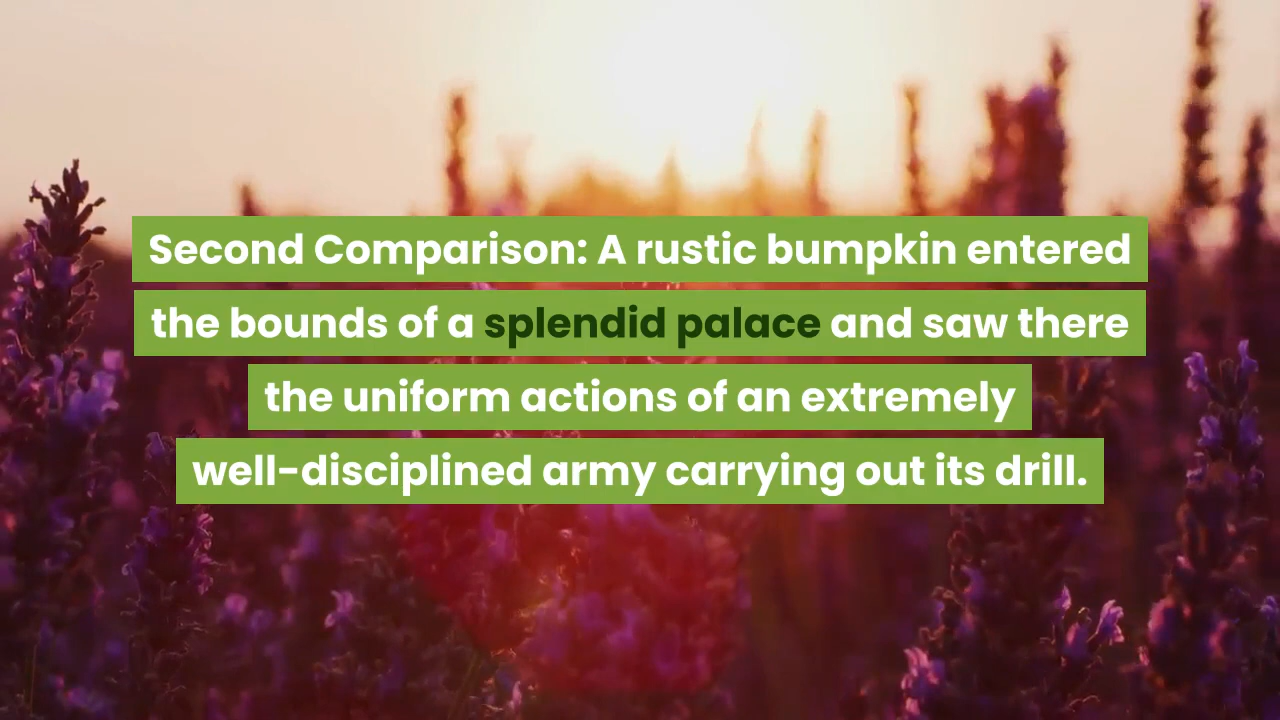 Second Comparison: A rustic bumpkin entered
the bounds of a splendid palace and saw there
the uniform actions of an extremely
well-disciplined army carrying out its drill.